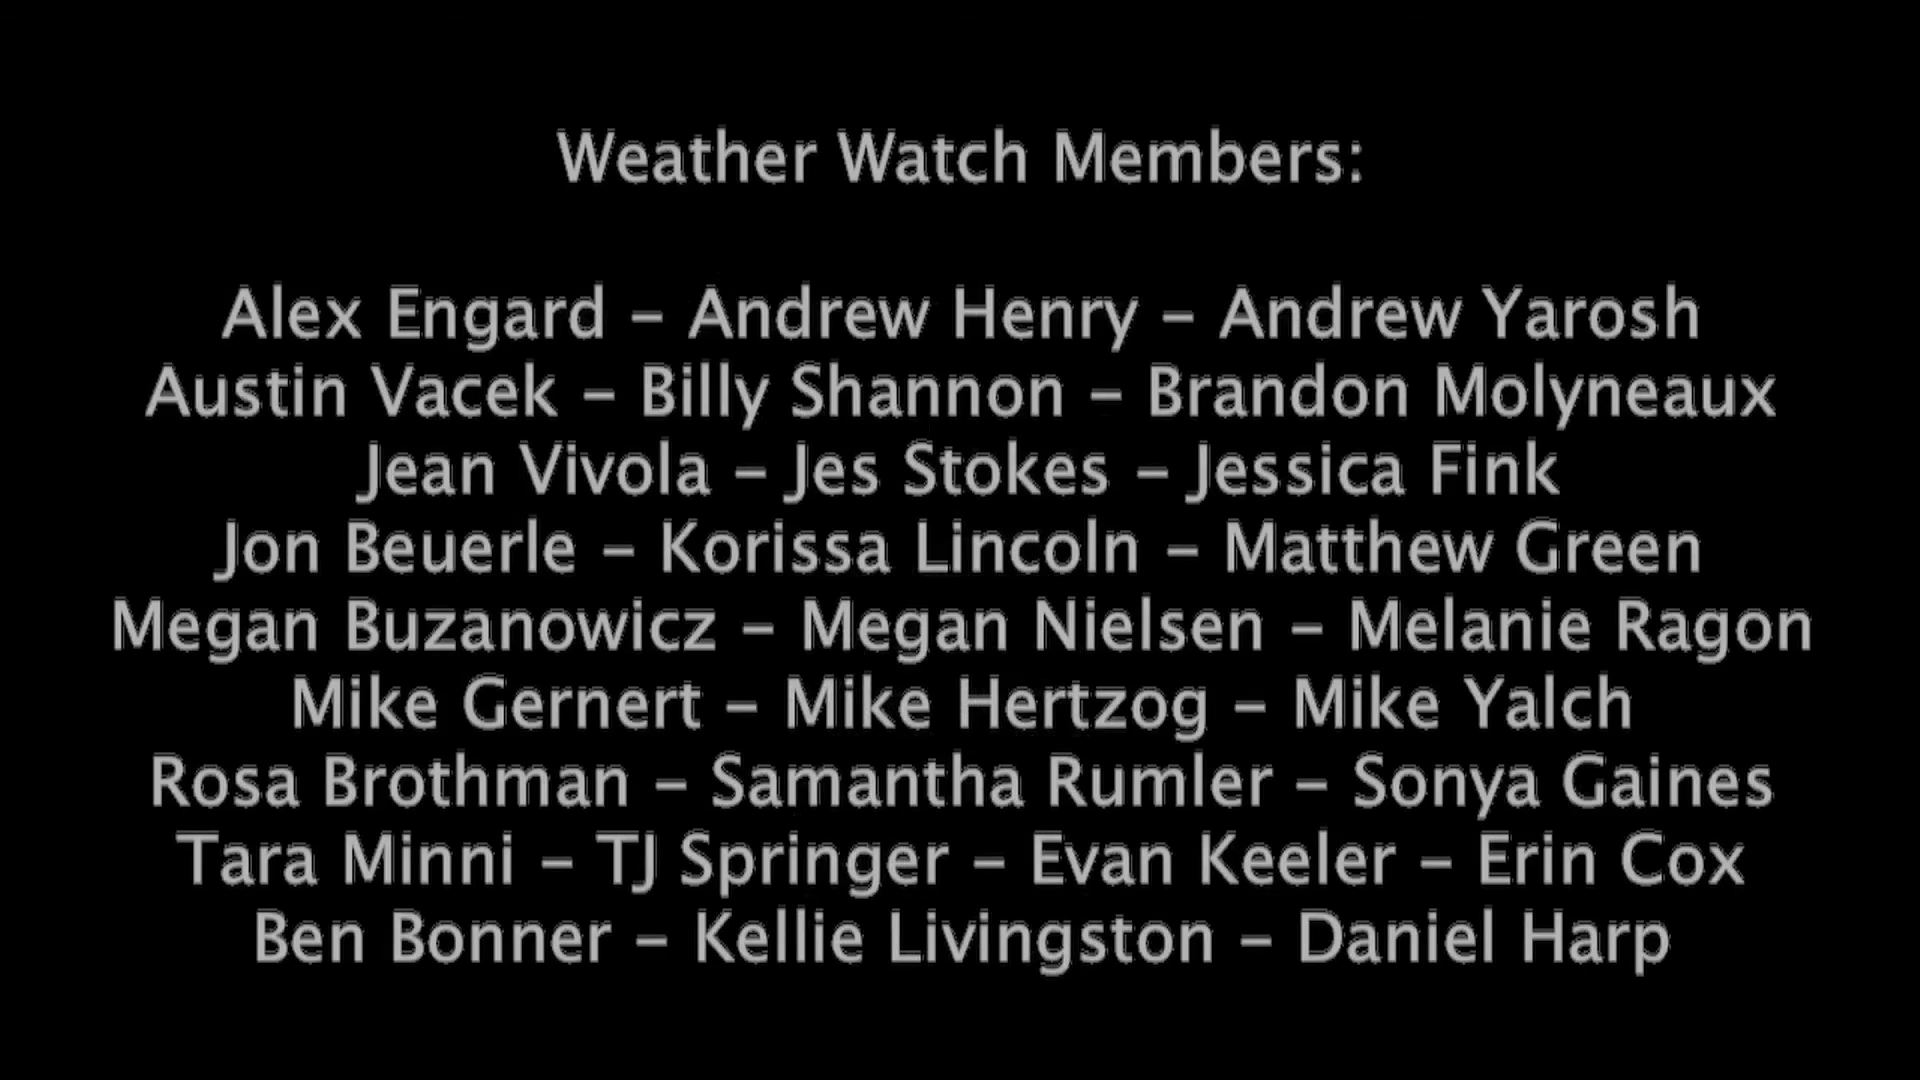 Weather Watch Members:
Alex Engard – Andrew Henry – Andrew Yarosh
Austin Vacek – Billy Shannon – Brandon Molyneaux
Jean Vivola – Jes Stokes – Jessica Fink
Jon Beuerle – Korissa Lincoln – Matthew Green
Megan Buzanowicz – Megan Nielsen – Melanie Ragon
Mike Gernert – Mike Hertzog – Mike Yalch
Rosa Brothman – Samantha Rumler – Sonya Gaines
Tara Minni – TJ Springer – Evan Keeler – Erin Cox
Ben Bonner – Kellie Livingston – Daniel Harp